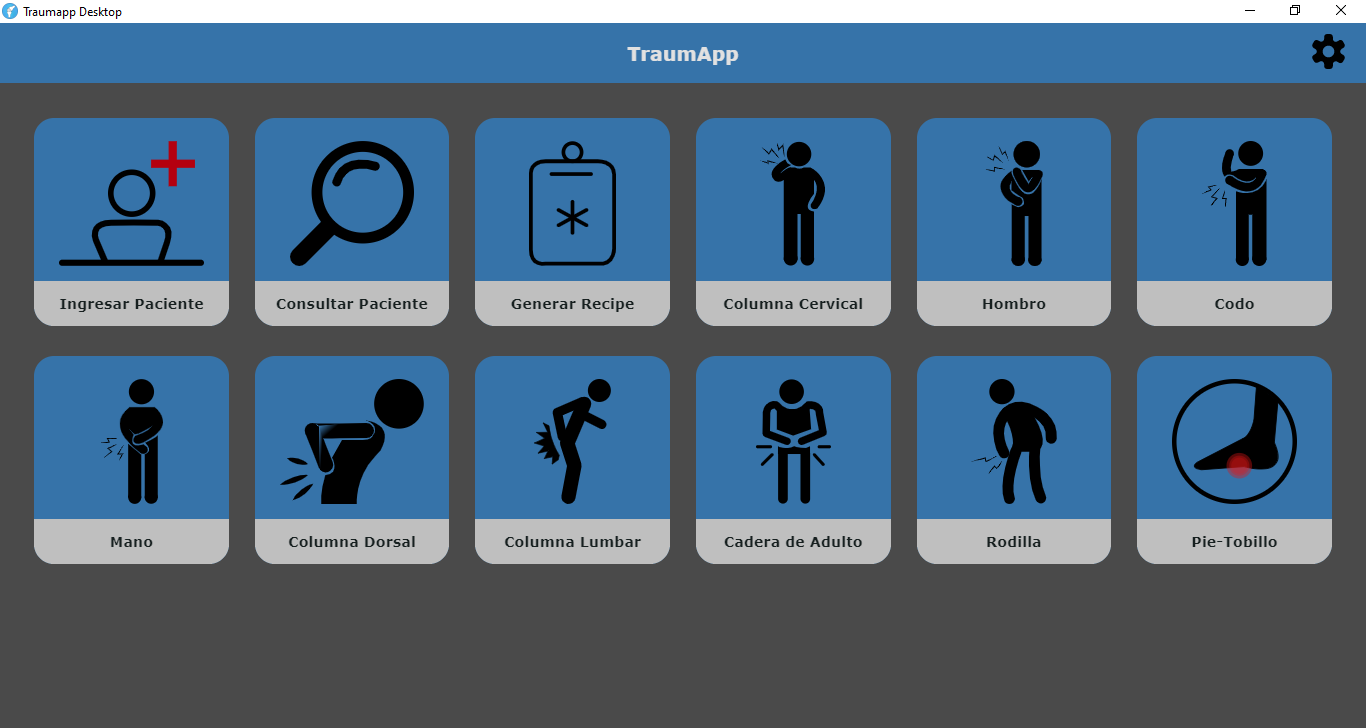 Traumapp Desktop
TraumApp
Ingresar Paciente
Consultar Paciente
Generar Recipe
Columna Cervical
Hombro
Codo
Mano
Columna Dorsal
Columna Lumbar
Cadera de Adulto
Rodilla
Pie-Tobillo